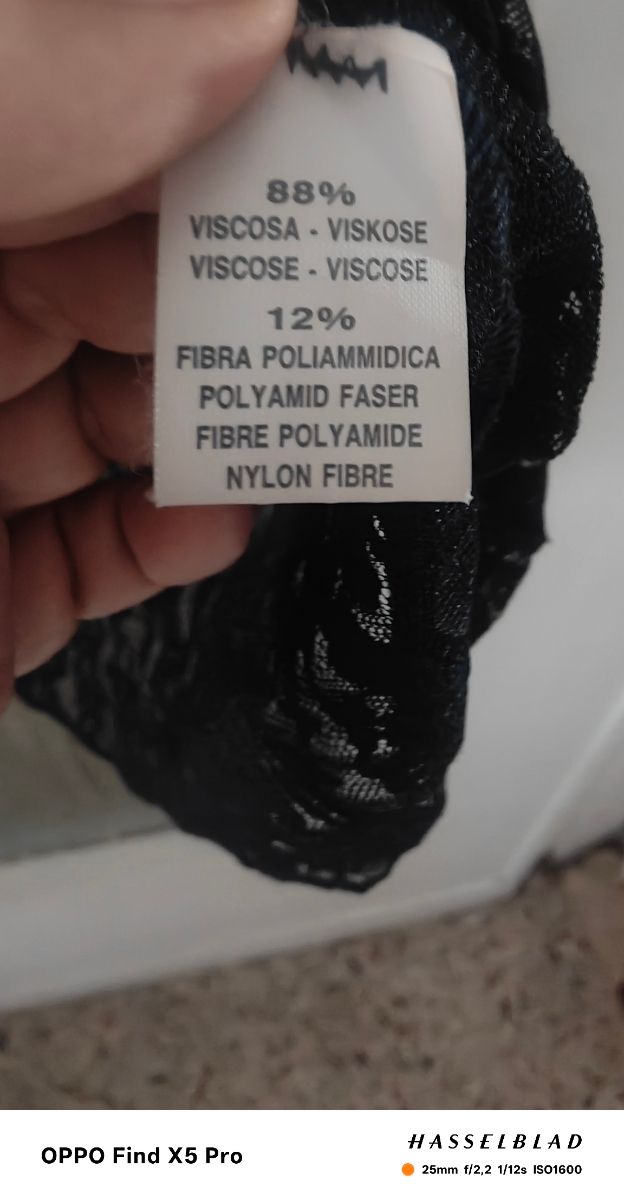 88%
VISCOSA - VISKOSE
VISCOSE - VISCOSE
12%
FIBRA POLIAMMIDICA
POLYAMID FASER
FIBRE POLYAMIDE
NYLON FIBRE
OPPO Find X5 Pro
HASSELBLAD
25mm f/2,2 1/12s ISO1600